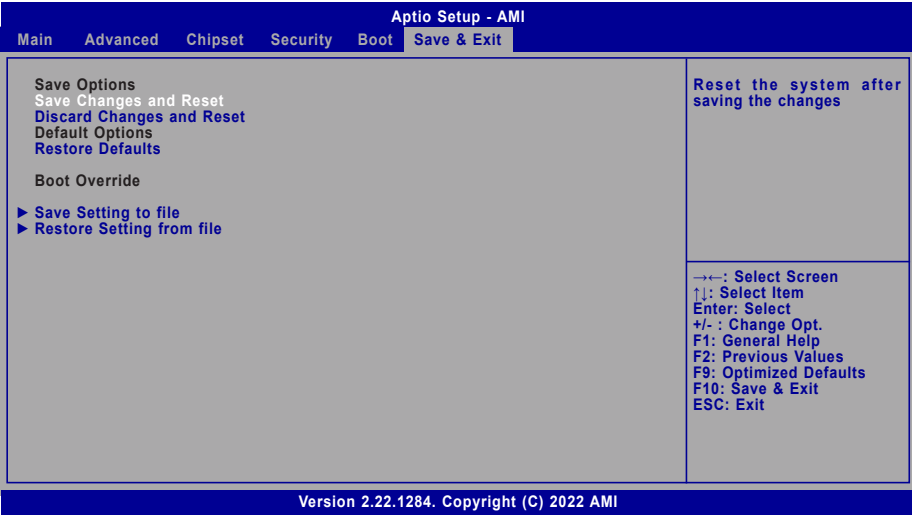 Aptio Setup - AMI
Main Advanced Chipset Security Boot Save & Exit
Save Options
Save Changes and Reset
Discard Changes and Reset
Default Options
Restore Defaults
Boot Override
► Save Setting to file
► Restore Setting from file
Reset the system after
saving the changes
→←: Select Screen
↑↓: Select Item
Enter: Select
+/- : Change Opt.
F1: General Help
F2: Previous Values
F9: Optimized Defaults
F10: Save & Exit
ESC: Exit
Version 2.22.1284. Copyright (C) 2022 AMI